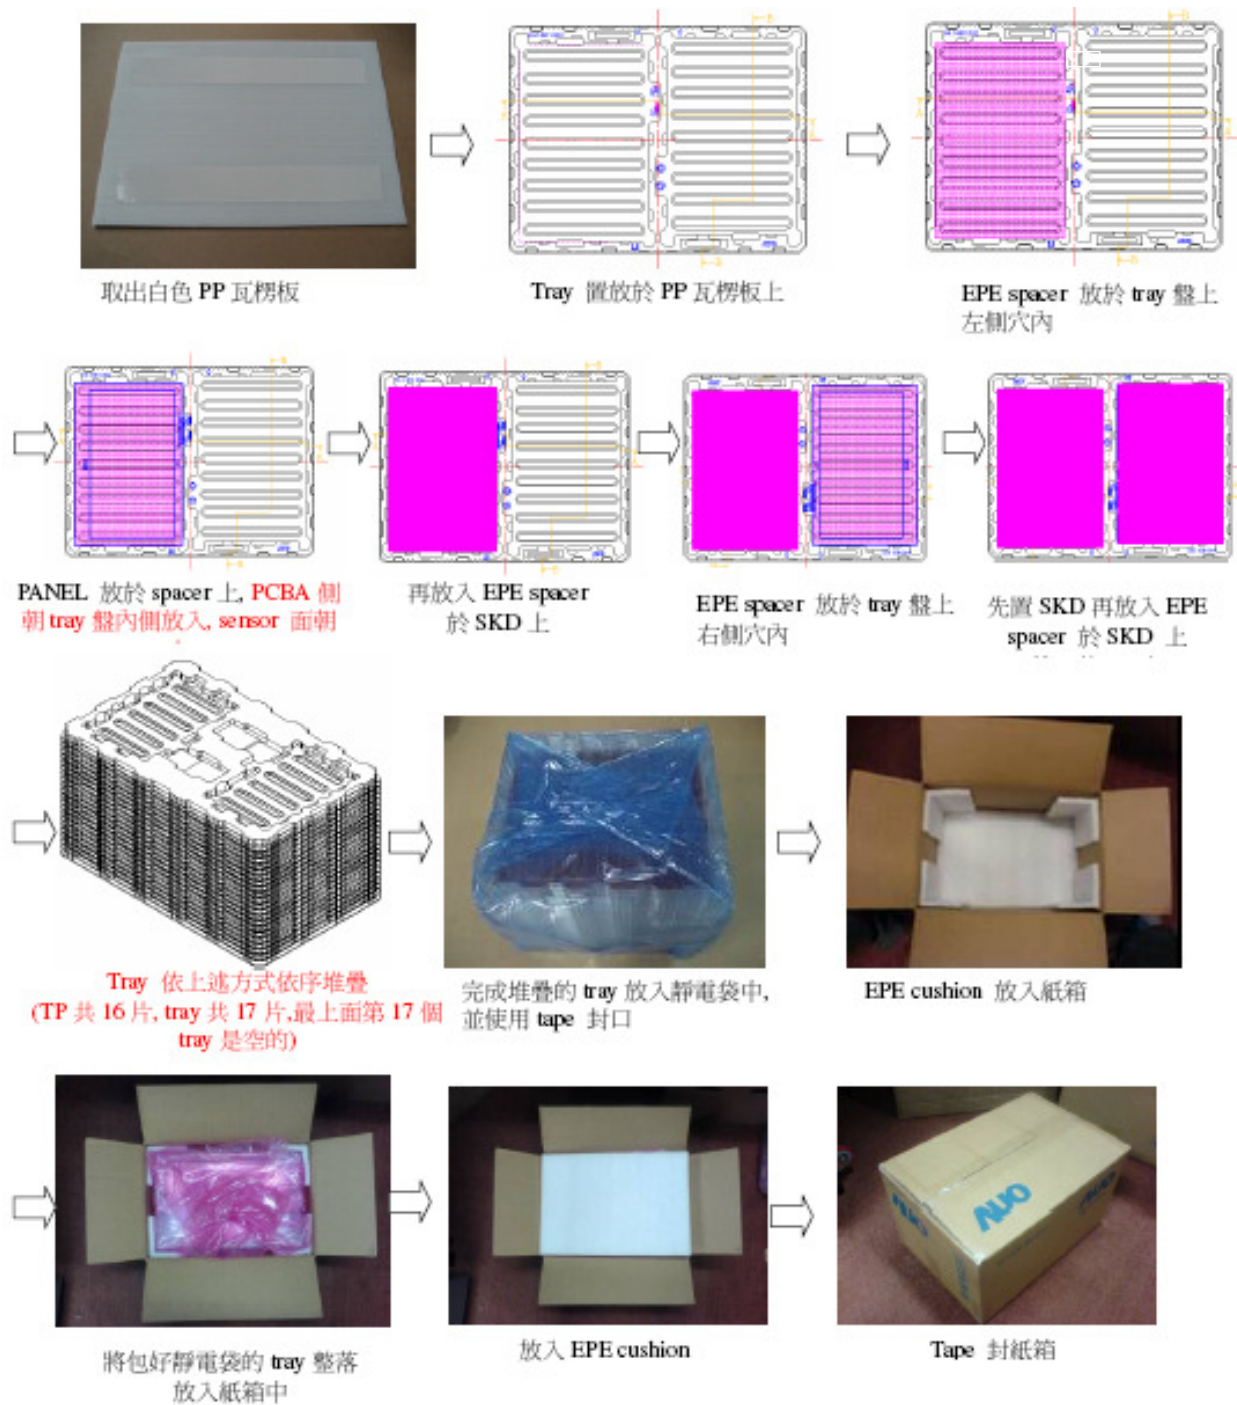 取出白色 PP 瓦楞板
Tray 置放於 PP 瓦楞板上
EPE spacer 放於 tray 盤上
左側穴內
PANEL 放於 spacer 上, PCBA 側
朝 tray 盤內側放入, sensor 面朝
再放入 EPE spacer
於 SKD 上
EPE spacer 放於 tray 盤上
右側穴內
先置 SKD 再放入 EPE
spacer 於 SKD 上
Tray 依上述方式依序堆疊
(TP 共 16 片, tray 共 17 片,最上面第 17 個
tray 是空的)
完成堆疊的 tray 放入靜電袋中,
並使用 tape 封口
EPE cushion 放入紙箱
將包好靜電袋的 tray 整落
放入紙箱中
放入 EPE cushion
AUO
AUO
AUO
Tape 封紙箱